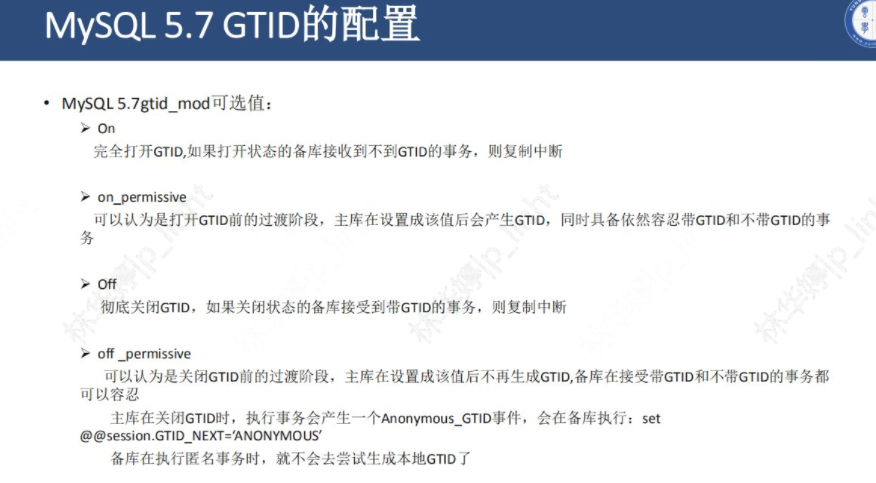 MySQL 5.7 GTID的配置
• MySQL 5.7gtid_mod可选值：
➢ On
完全打开GTID,如果打开状态的备库接收到不到GTID的事务，则复制中断
➢ on_permissive
可以认为是打开GTID前的过渡阶段，主库在设置成该值后会产生GTID，同时具备依然容忍带GTID和不带GTID的事
务
➢ Off
彻底关闭GTID，如果关闭状态的备库接受到带GTID的事务，则复制中断
➢ off _permissive
可以认为是关闭GTID前的过渡阶段，主库在设置成该值后不再生成GTID,备库在接受带GTID和不带GTID的事务都
可以容忍
主库在关闭GTID时，执行事务会产生一个Anonymous_GTID事件，会在备库执行：set
@@session.GTID_NEXT=‘ANONYMOUS’
备库在执行匿名事务时，就不会去尝试生成本地GTID了
林华婷|p_linht
林华婷|p_linht
林华婷|p_lin